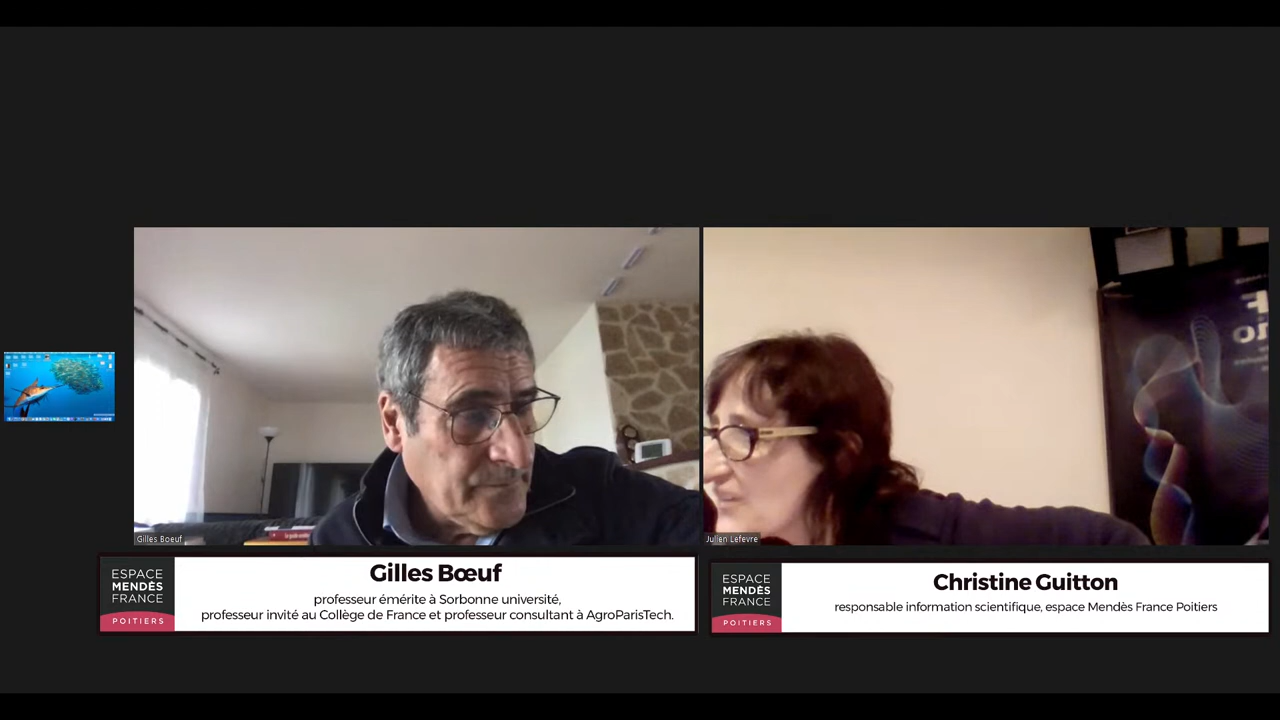 Gilles Boeuf
Julien Lefevre
ESPACE
MENDÈS
FRANCE
POITIERS
Gilles Bœuf
professeur émérite à Sorbonne université,
professeur invité au Collège de France et professeur consultant à AgroParisTech.
ESPACE
MENDÈS
FRANCE
POITIERS
Christine Guitton
responsable information scientifique, espace Mendès France Poitiers